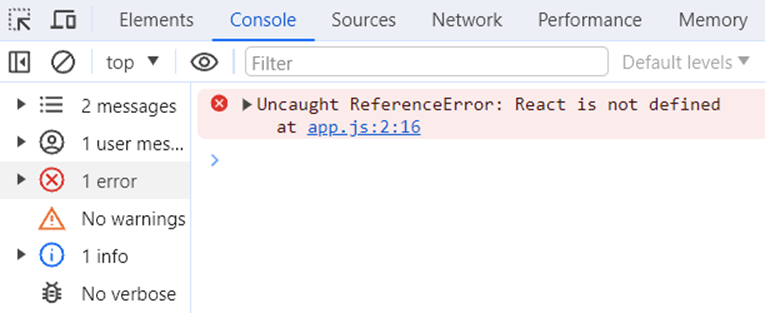 Elements Console Sources Network Performance Memory
top Filter Default levels
2 messages
1 user mes...
1 error
No warnings
1 info
No verbose
Uncaught ReferenceError: React is not defined
at app.js:2:16